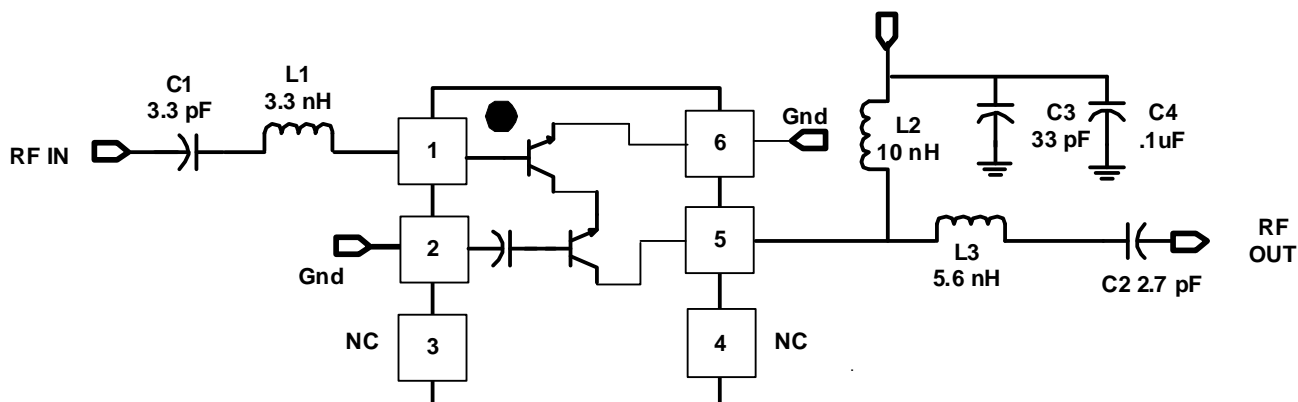 C1
3.3 pF
L1
3.3 nH
RF IN
1
2
3
Gnd
NC
6
5
4
Gnd
NC
L2
10 nH
C3
33 pF
C4
.1uF
L3
5.6 nH
C2 2.7 pF
RF
OUT